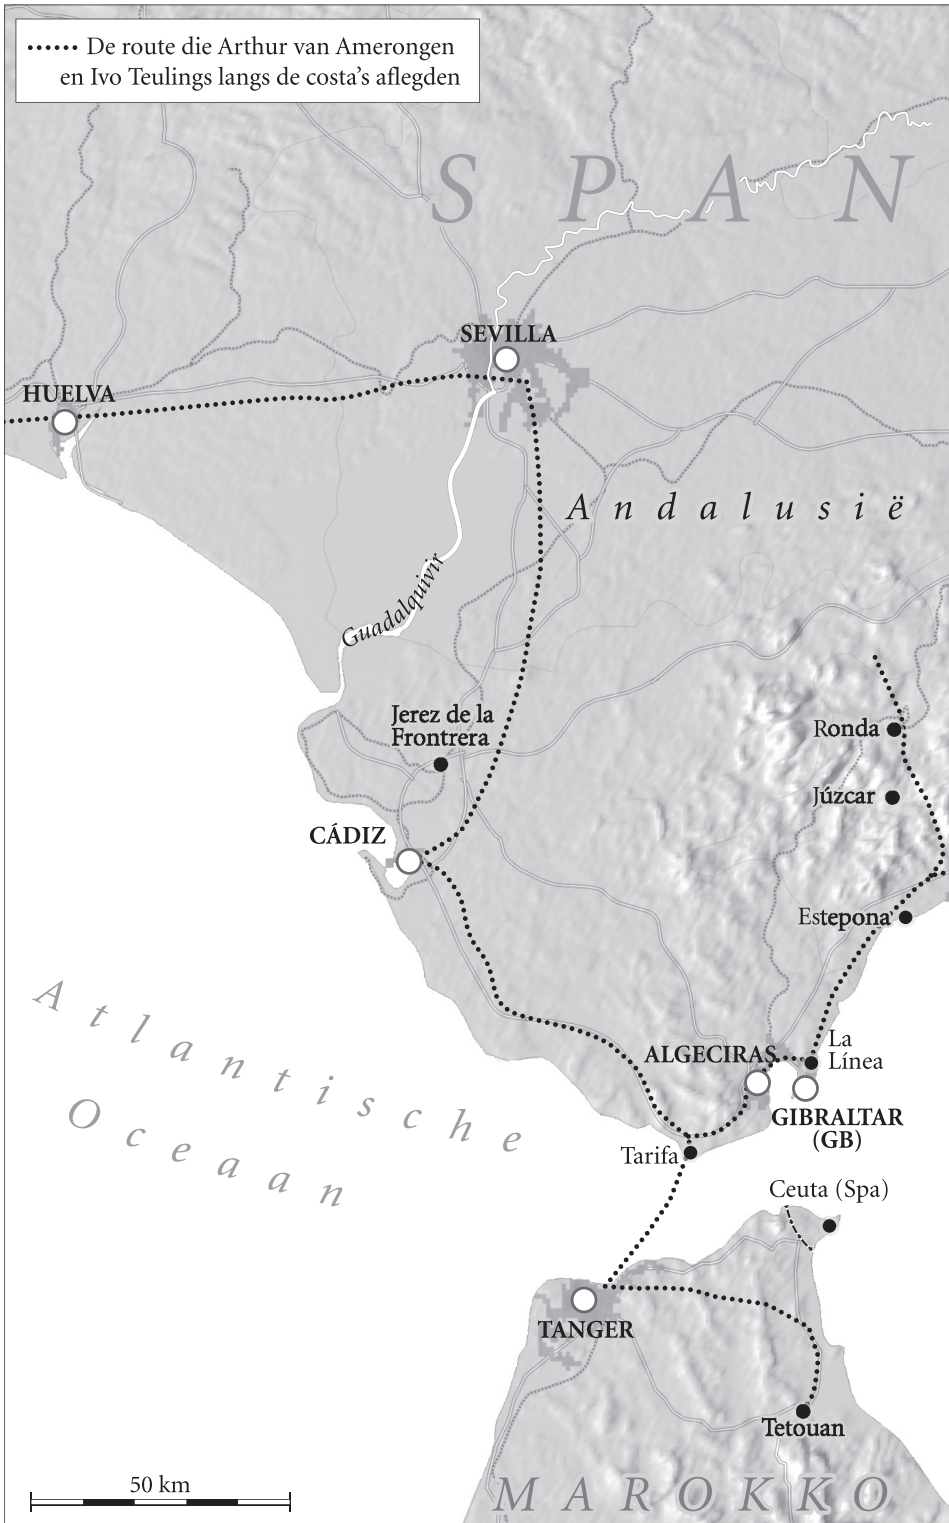 De route die Arthur van Amerongen
en Ivo Teulings langs de costa's aflegden
S P A N
SEVILLA
HUELVA
Andalusië
Guadalquivir
Jerez de la
Frontrera
Ronda
Júzcar
CÁDIZ
Estepona
Atlantische
Oceaan
La
Línea
ALGECIRAS
GIBRALTAR
(GB)
Tarifa
Ceuta (Spa)
TANGER
Tetouan
50 km
MAROKKO